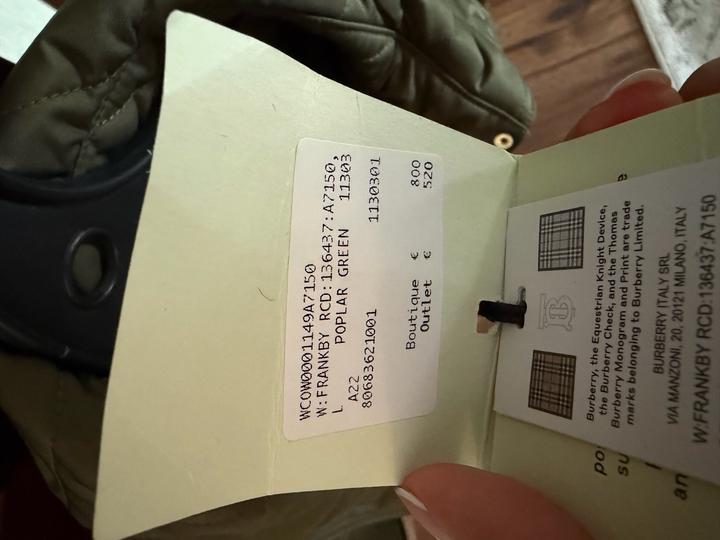 WCOW0001149A7150
W:FRANKBY RCD:136437:A7150,
L POPLAR GREEN 11303
A22
80683621001 1130301
Boutique € 800
Outlet € 520
Burberry, the Equestrian Knight Device,
the Burberry Check, and the Thomas
Burberry Monogram and Print are trade
marks belonging to Burberry Limited.
BURBERRY ITALY SRL
VIA MANZONI, 20, 20121 MILANO, ITALY
W:FRANKBY RCD:136437:A7150